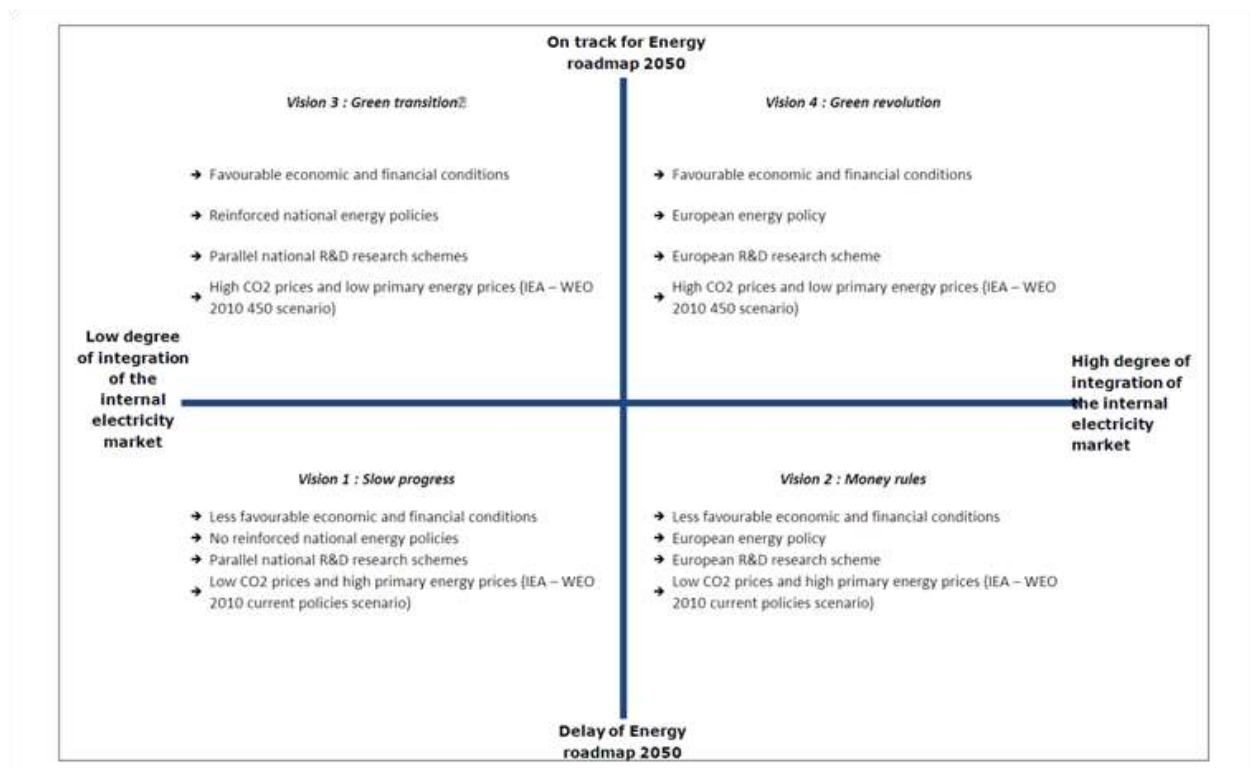 On track for Energy
roadmap 2050
Vision 3 : Green transition
➔ Favourable economic and financial conditions
➔ Reinforced national energy policies
➔ Parallel national R&D research schemes
➔ High CO2 prices and low primary energy prices (IEA – WEO
2010 450 scenario)
Vision 4 : Green revolution
➔ Favourable economic and financial conditions
➔ European energy policy
➔ European R&D research scheme
➔ High CO2 prices and low primary energy prices (IEA – WEO
2010 450 scenario)
Low degree
of integration
of the
internal
electricity
market
High degree of
integration of
the internal
electricity
market
Vision 1 : Slow progress
➔ Less favourable economic and financial conditions
➔ No reinforced national energy policies
➔ Parallel national R&D research schemes
➔ Low CO2 prices and high primary energy prices (IEA – WEO
2010 current policies scenario)
Vision 2 : Money rules
➔ Less favourable economic and financial conditions
➔ European energy policy
➔ European R&D research scheme
➔ Low CO2 prices and high primary energy prices (IEA – WEO
2010 current policies scenario)
Delay of Energy
roadmap 2050